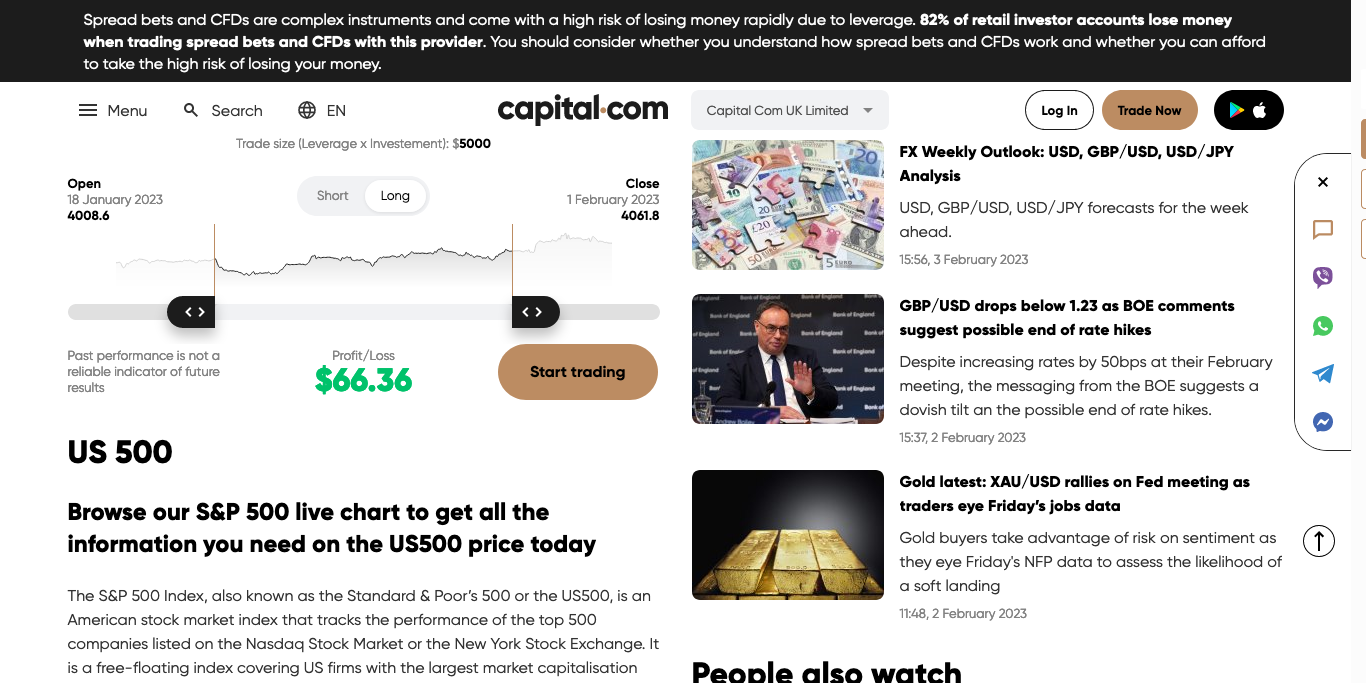 Spread bets and CFDs are complex instruments and come with a high risk of losing money rapidly due to leverage. 82% of retail investor accounts lose money
when trading spread bets and CFDs with this provider. You should consider whether you understand how spread bets and CFDs work and whether you can afford
to take the high risk of losing your money.
Menu
Search
EN
capital.com
Capital Com UK Limited
Log In
Trade Now
Trade size (Leverage x Investement): $5000
Open
18 January 2023
4008.6
Short
Long
Close
1 February 2023
4061.8
Past performance is not a
reliable indicator of future
results
Profit/Loss
$66.36
Start trading
US 500
Browse our S&P 500 live chart to get all the
information you need on the US500 price today
The S&P 500 Index, also known as the Standard & Poor’s 500 or the US500, is an
American stock market index that tracks the performance of the top 500
companies listed on the Nasdaq Stock Market or the New York Stock Exchange. It
is a free-floating index covering US firms with the largest market capitalisation
FX Weekly Outlook: USD, GBP/USD, USD/JPY
Analysis
USD, GBP/USD, USD/JPY forecasts for the week
ahead.
15:56, 3 February 2023
GBP/USD drops below 1.23 as BOE comments
suggest possible end of rate hikes
Despite increasing rates by 50bps at their February
meeting, the messaging from the BOE suggests a
dovish tilt an the possible end of rate hikes.
15:37, 2 February 2023
Gold latest: XAU/USD rallies on Fed meeting as
traders eye Friday’s jobs data
Gold buyers take advantage of risk on sentiment as
they eye Friday's NFP data to assess the likelihood of
a soft landing
11:48, 2 February 2023
People also watch